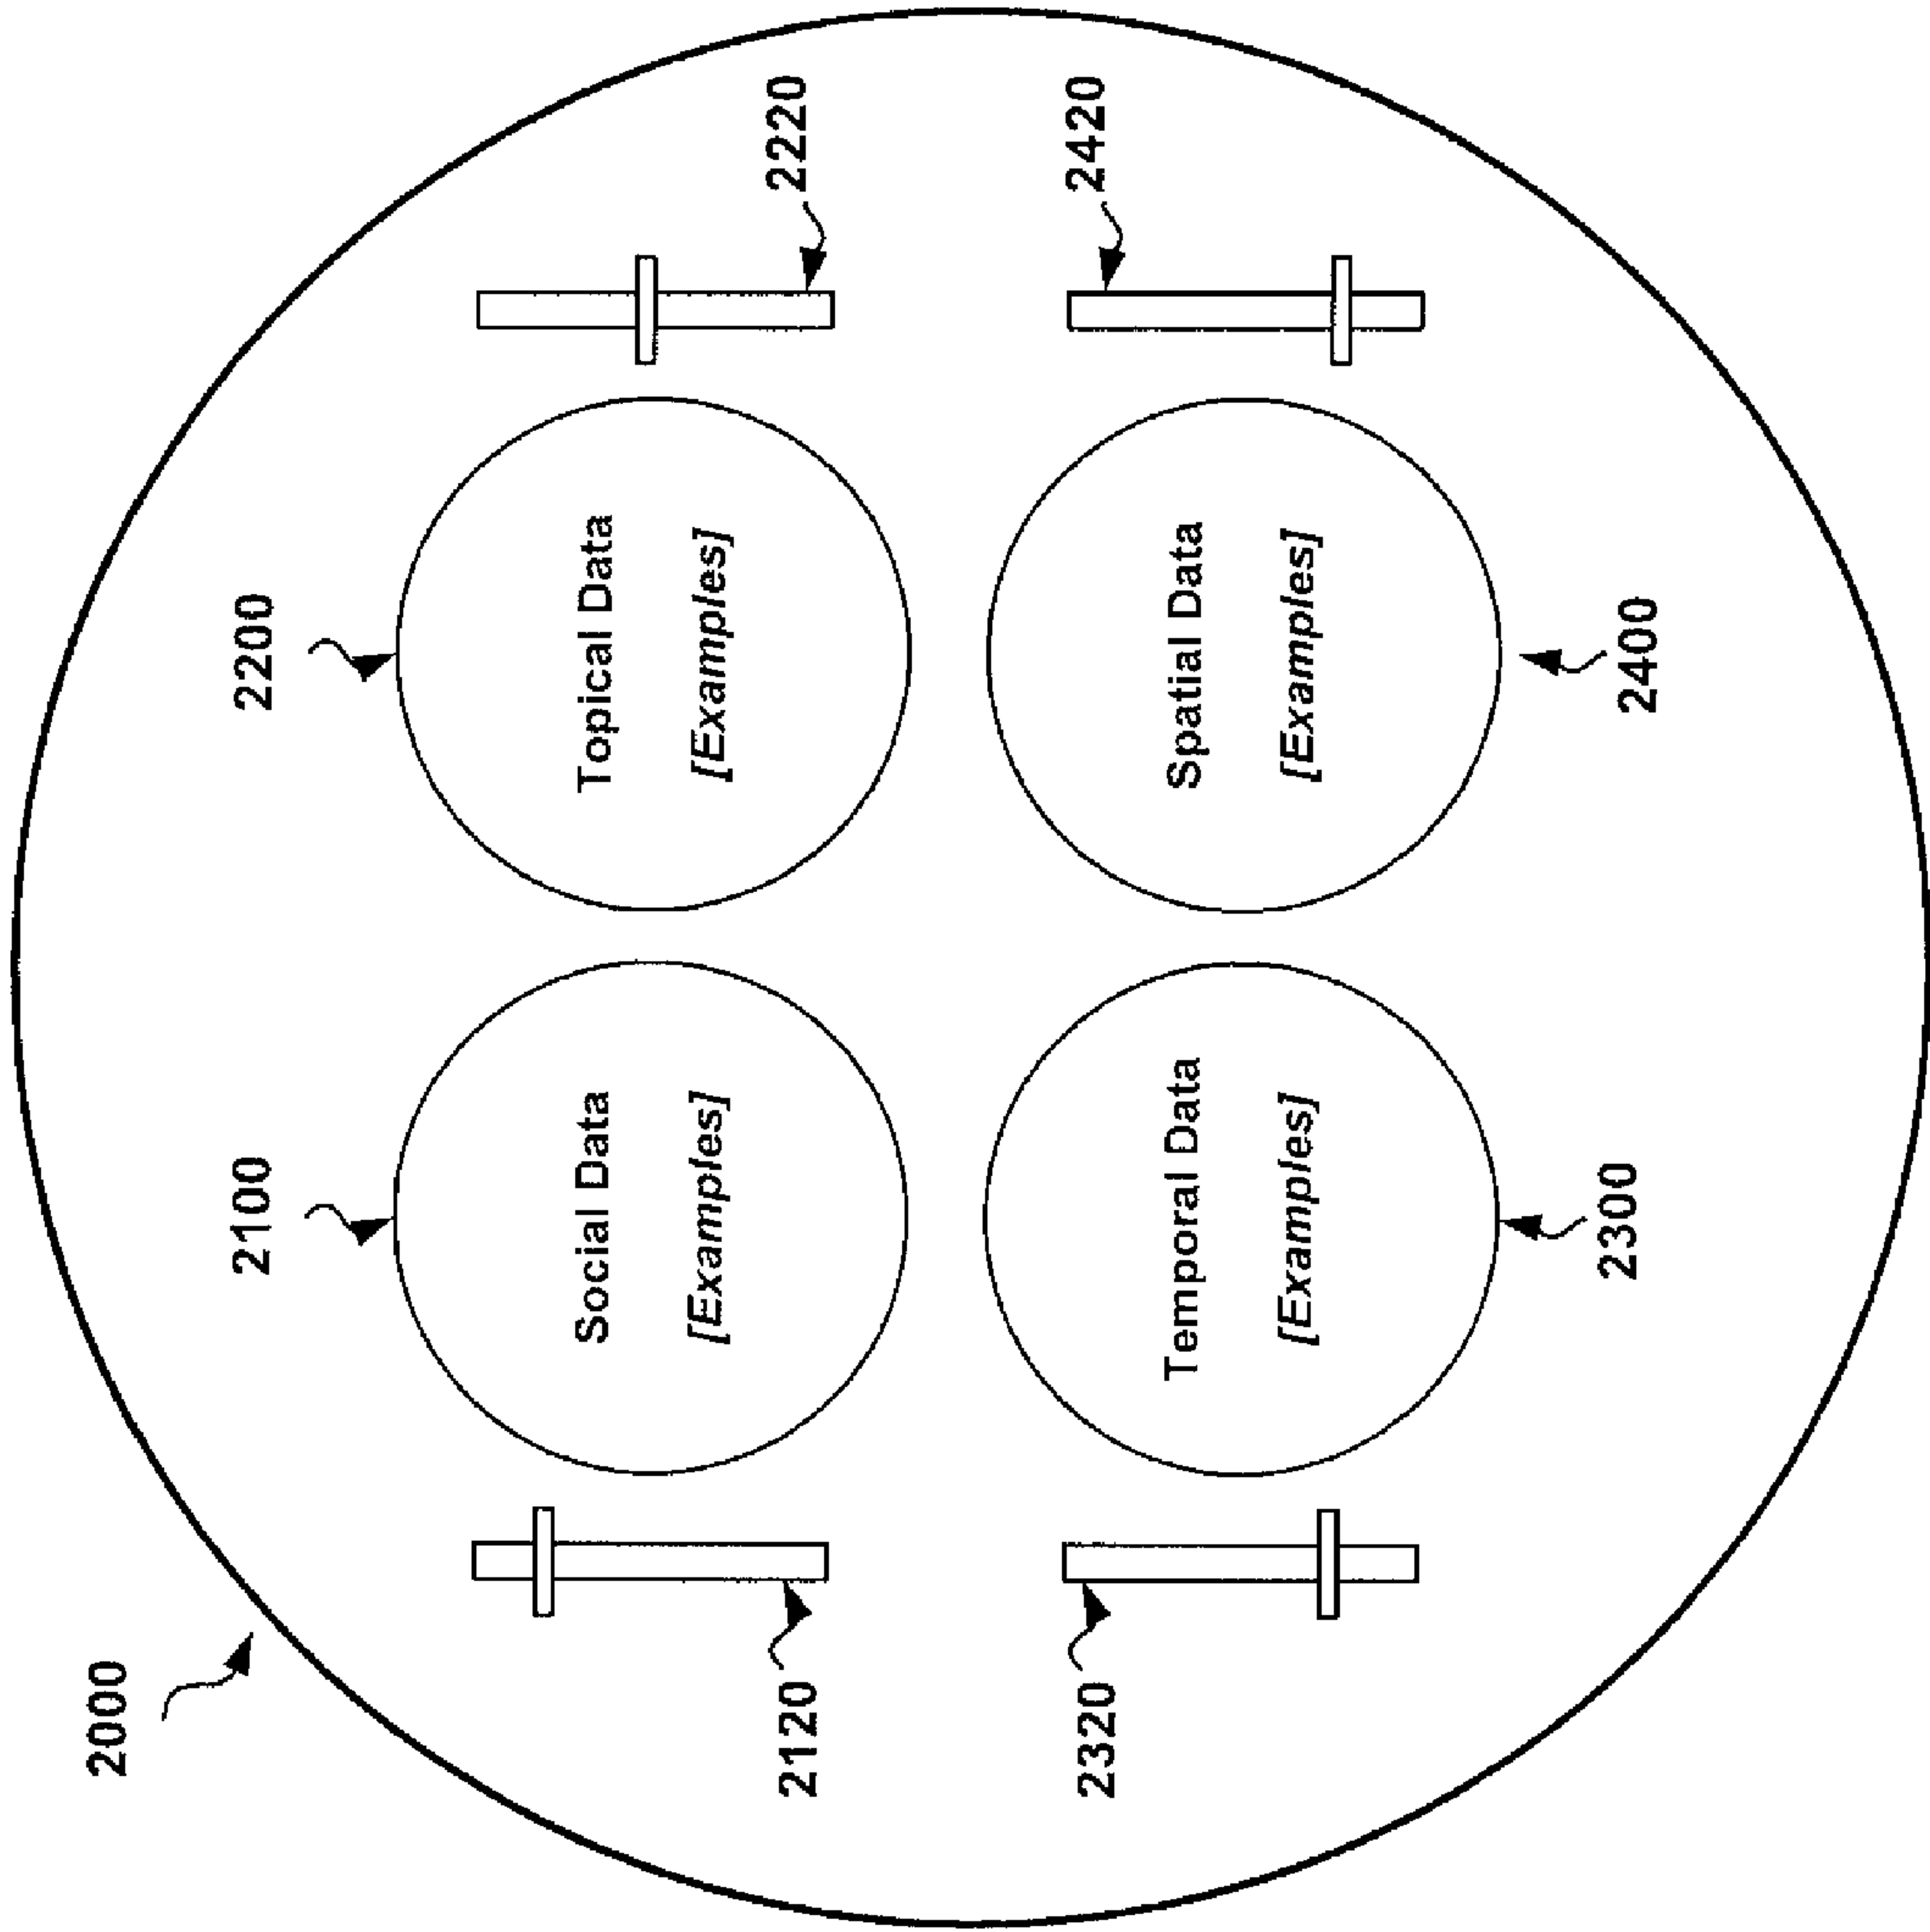 2000
2100
2200
Social Data
[Examples]
Topical Data
[Examples]
2120
2220
2320
2420
Temporal Data
[Examples]
Spatial Data
[Examples]
2300
2400